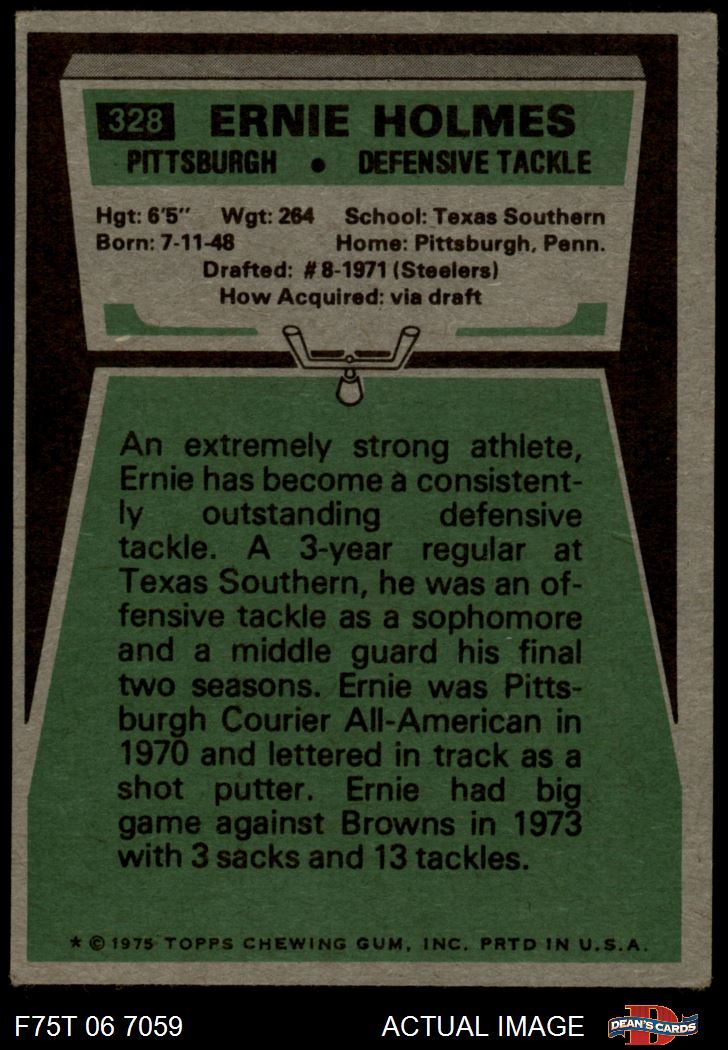 328 ERNIE HOLMES
PITTSBURGH • DEFENSIVE TACKLE
Hgt: 6'5" Wgt: 264 School: Texas Southern
Born: 7-11-48 Home: Pittsburgh, Penn.
Drafted: #8-1971 (Steelers)
How Acquired: via draft
An extremely strong athlete,
Ernie has become a consistent-
ly outstanding defensive
tackle. A 3-year regular at
Texas Southern, he was an of-
fensive tackle as a sophomore
and a middle guard his final
two seasons. Ernie was Pitts-
burgh Courier All-American in
1970 and lettered in track as a
shot putter. Ernie had big
game against Browns in 1973
with 3 sacks and 13 tackles.
* © 1975 TOPPS CHEWING GUM, INC. PRTD IN U.S.A.
F75T 06 7059 ACTUAL IMAGE D DEAN'S CARDS